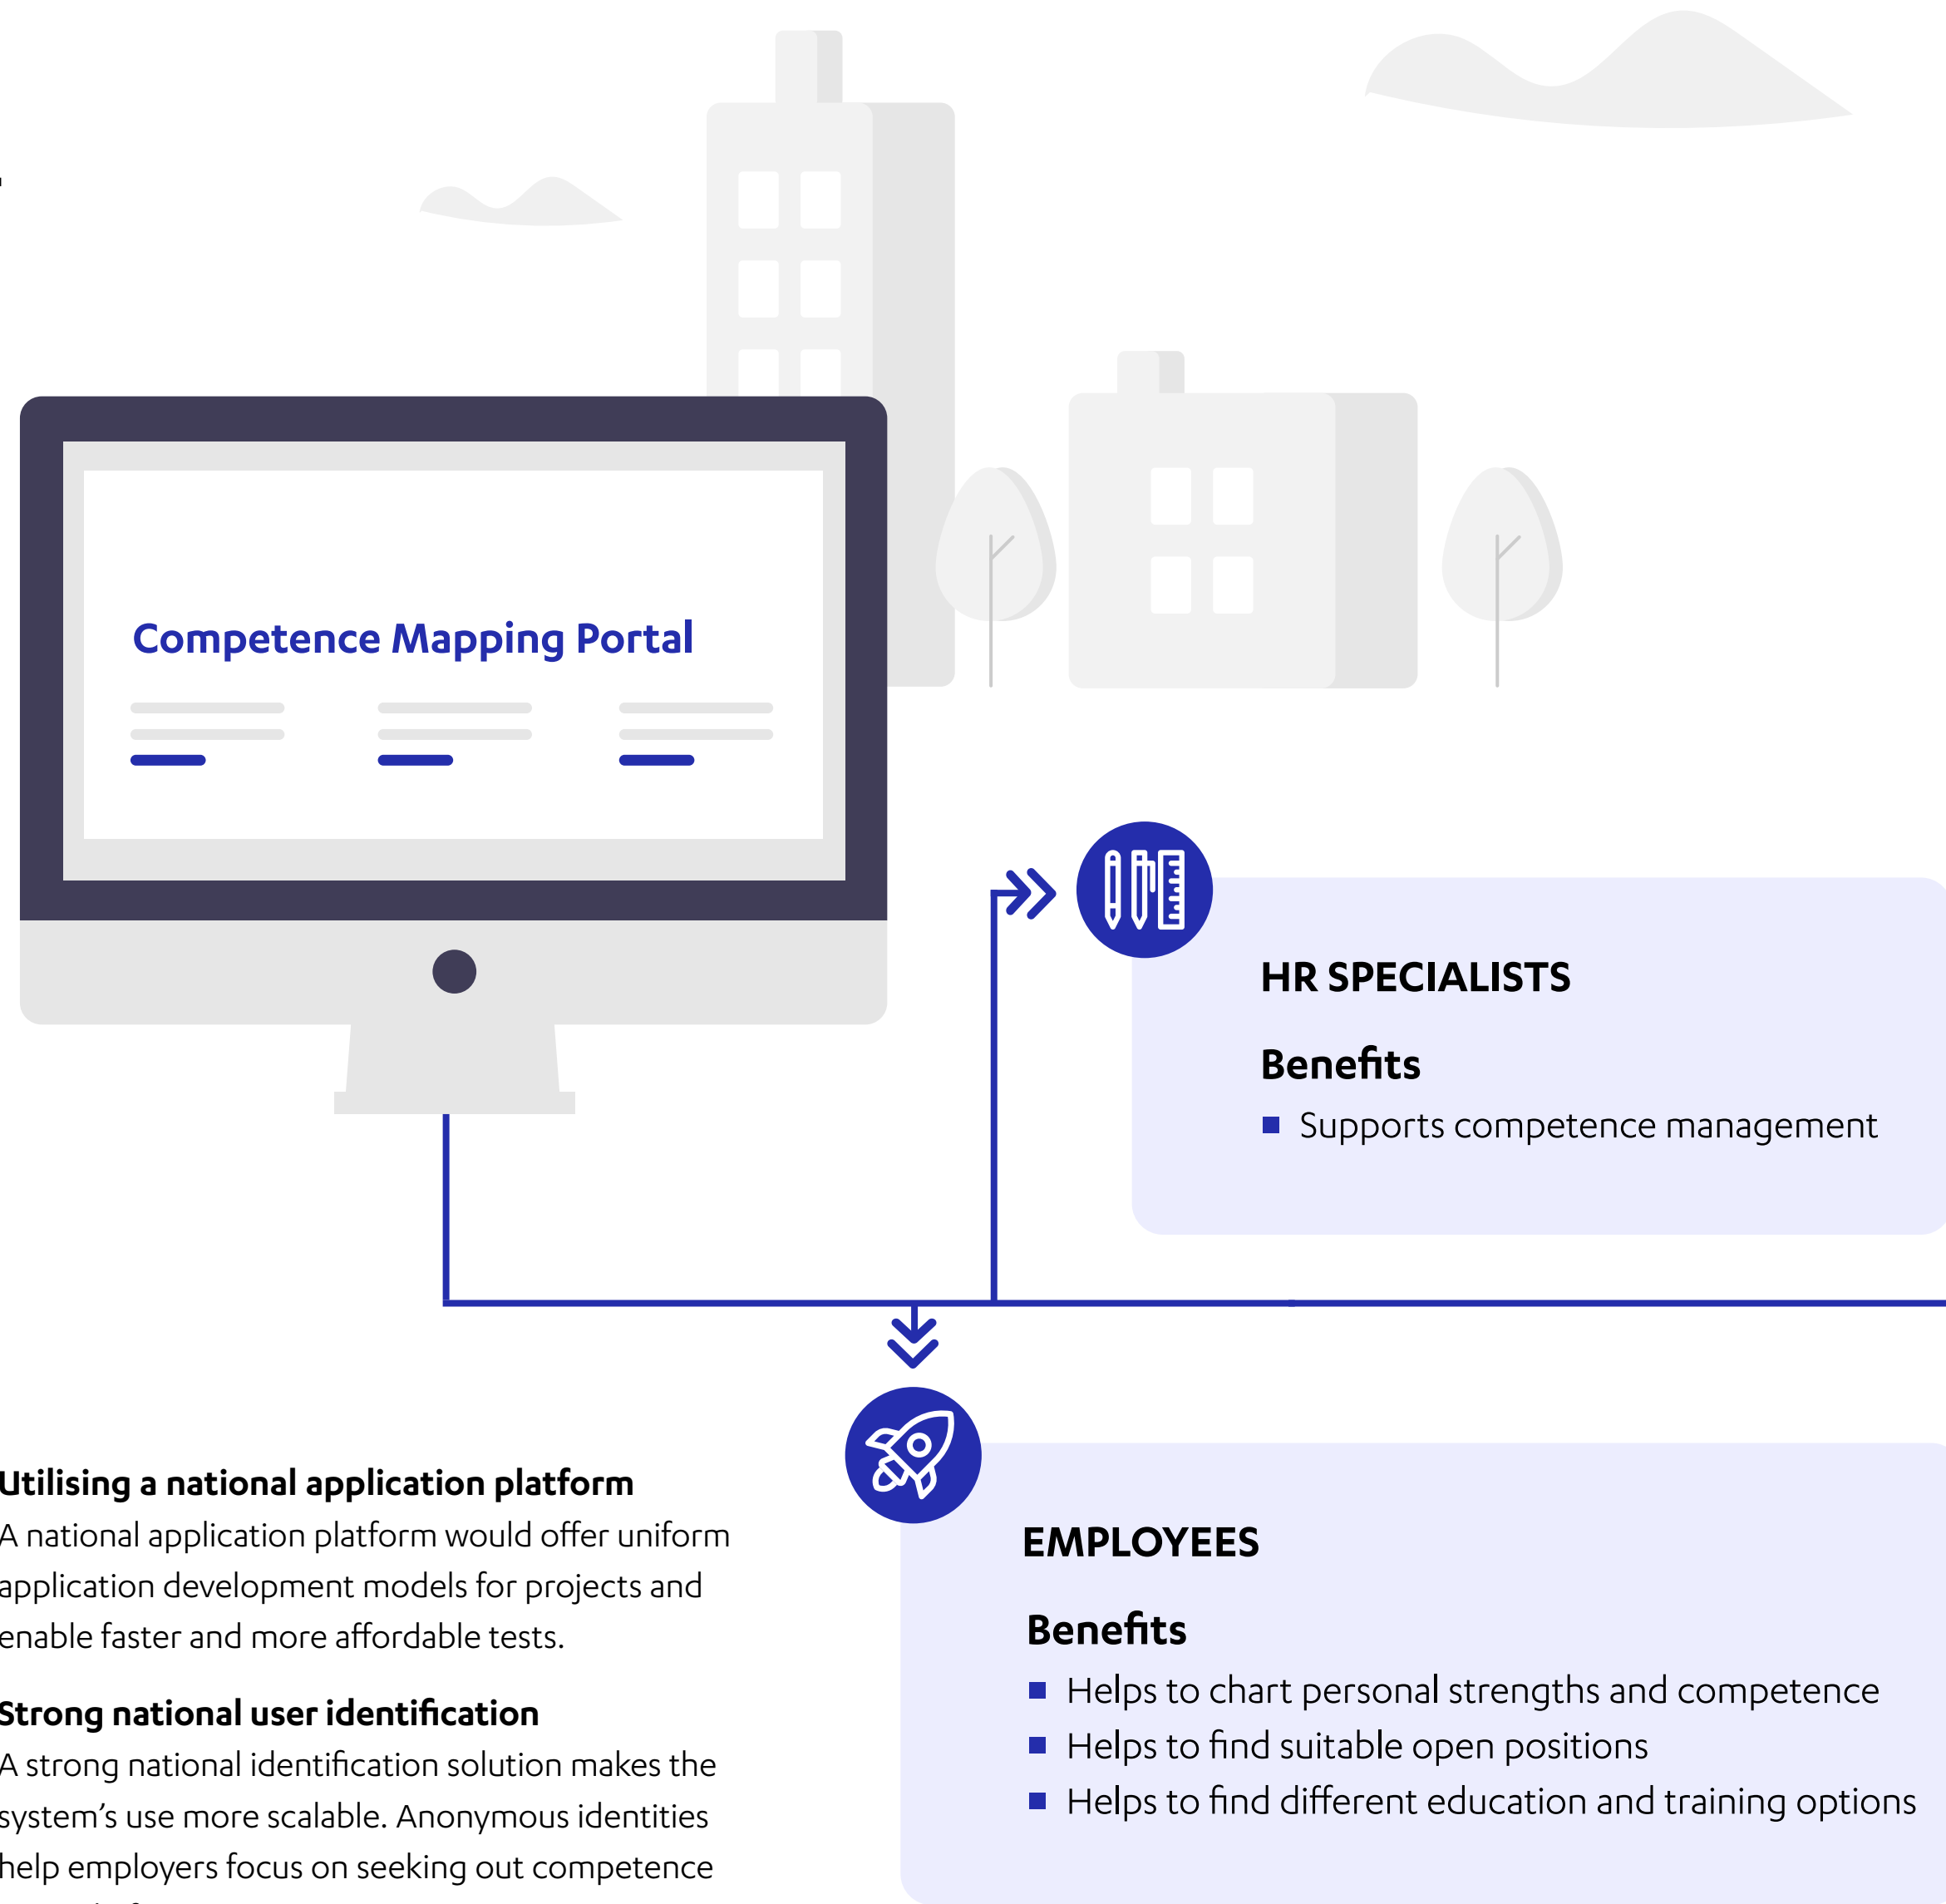 Competence Mapping Portal
HR SPECIALISTS
Benefits
Supports competence management
Utilising a national application platform
A national application platform would offer uniform
application development models for projects and
enable faster and more affordable tests.
Strong national user identification
A strong national identification solution makes the
system's use more scalable. Anonymous identities
help employers focus on seeking out competence
EMPLOYEES
Benefits
Helps to chart personal strengths and competence
Helps to find suitable open positions
Helps to find different education and training options